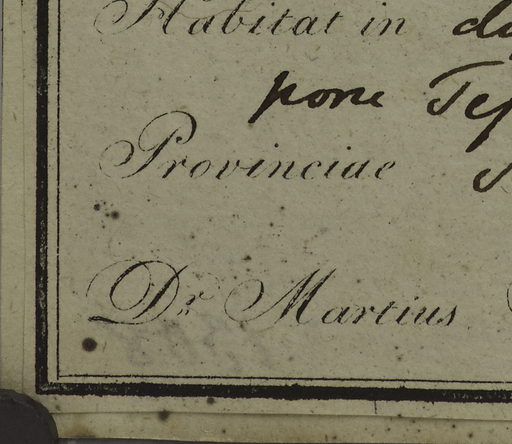 Habitat in
pone
Provinciae
Dr. Martius